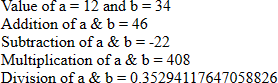 Value of a = 12 and b = 34
Addition of a & b = 46
Subtraction of a & b = -22
Multiplication of a & b = 408
Division of a & b = 0.35294117647058826